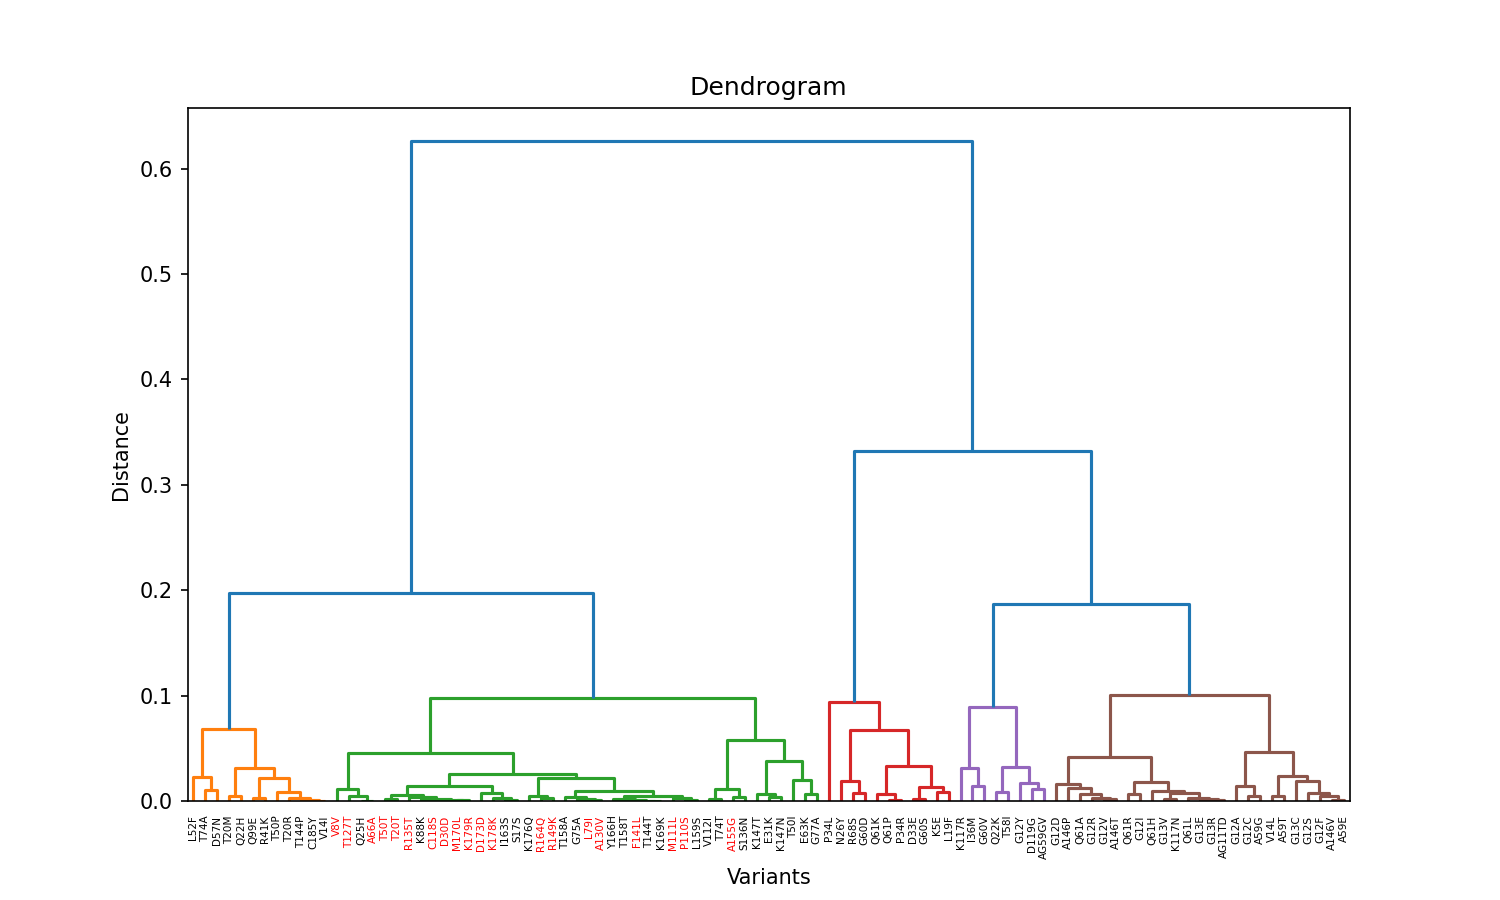 Dendrogram
0.6
0.5
0.4
0.3
0.2
0.1
0.0
Distance
L52F T74A D57N T20M Q22H Q99E R41K T50P T20R T144P C185Y V14I V8V T127T Q25H A66A T50T T20T R135T K88K C118S D30D M170L K179R D173D K178K I163S S17S K176Q R164Q R149K T158A G75A L79I A130V Y166H T158T F141L T144T K169K M111L P110S L159S V112I T74T A155G S136N K147T E31K K147N T50I E63K G77A P34L N26Y R68S G60D Q61K Q61P P34R D33E G60S K5E L19F K117R I36M G60V Q22K T58I G12Y D119G AG59GV G12D A146P Q61A G12R G12V A146T Q61R G12I Q61H G13V K117N Q61L G13E G13R AG11TD G12A G12C A59G V14L A59T G13C G12S G12F A146V A59E
Variants